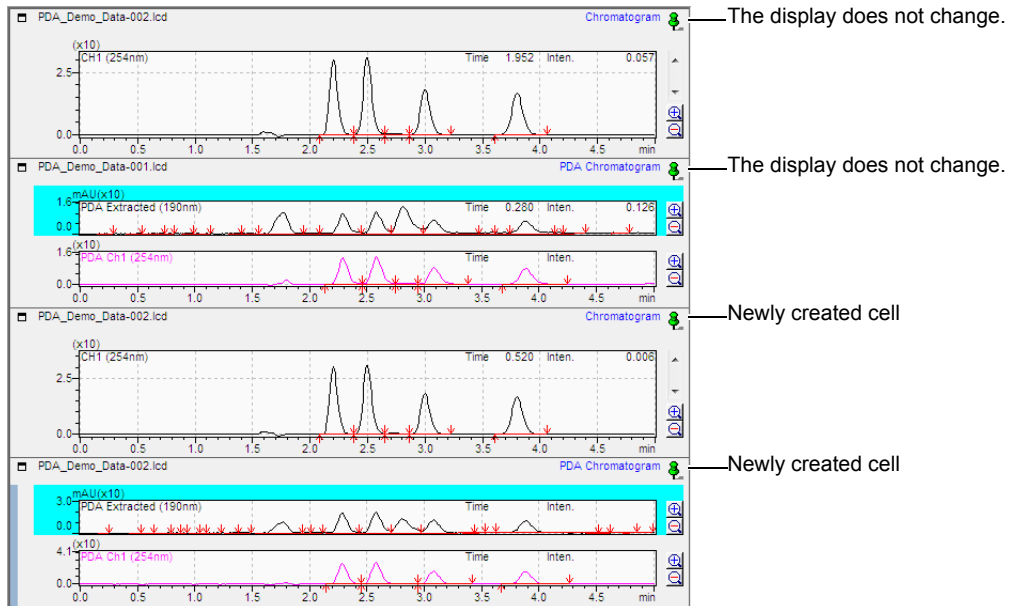 PDA_Demo_Data-002.lcd Chromatogram The display does not change.
(x10)
CH1 (254nm) Time 1.952 Inten. 0.057
2.5
0.0
0.0 0.5 1.0 1.5 2.0 2.5 3.0 3.5 4.0 4.5 min
PDA_Demo_Data-001.lcd PDA Chromatogram The display does not change.
mAU(x10)
1.6 PDA Extracted (190nm) Time 0.280 Inten. 0.126
0.0
(x10)
1.6 PDA Ch1 (254nm)
0.0
0.0 0.5 1.0 1.5 2.0 2.5 3.0 3.5 4.0 4.5 min
PDA_Demo_Data-002.lcd Chromatogram Newly created cell
(x10)
CH1 (254nm) Time 0.520 Inten. 0.006
2.5
0.0
0.0 0.5 1.0 1.5 2.0 2.5 3.0 3.5 4.0 4.5 min
PDA_Demo_Data-002.lcd PDA Chromatogram Newly created cell
mAU(x10)
3.0 PDA Extracted (190nm) Time Inten.
0.0
(x10)
4.1 PDA Ch1 (254nm) Time Inten.
0.0
0.0 0.5 1.0 1.5 2.0 2.5 3.0 3.5 4.0 4.5 min